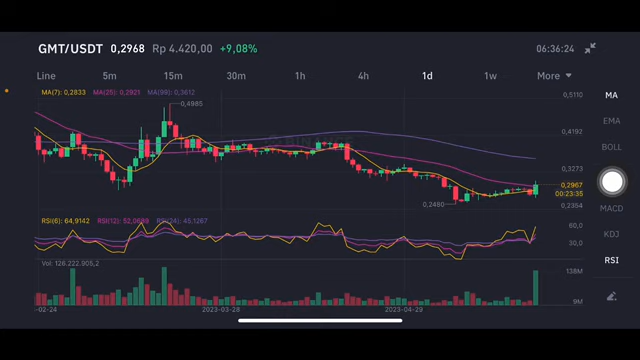 GMT/USDT 0,2968 Rp 4.420,00 +9,08% 06:36:24
Line 5m 15m 30m 1h 4h 1d 1w More
MA(7): 0,2833 MA(25): 0,2921 MA(99): 0,3612
0,5110
MA
0,4985
EMA
0,4192
BOLL
0,3273
0,2967
00:23:35
0,2480
0,2354
MACD
RSI(6): 64,9142 RSI(12): 52,0689 RSI(24): 45,1267
60,0
KDJ
30,0
Vol: 126.222.905,2
RSI
138M
9M
-02-24 2023-03-28 2023-04-29